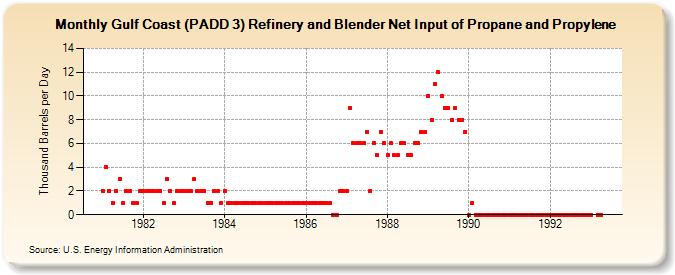 Monthly Gulf Coast (PADD 3) Refinery and Blender Net Input of Propane and Propylene
Thousand Barrels per Day
14
12
10
8
6
4
2
0
1982 1984 1986 1988 1990 1992
Source: U.S. Energy Information Administration